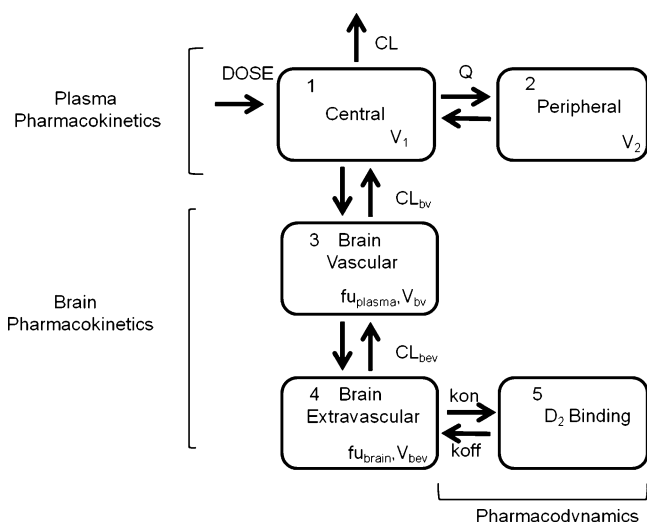 CL
DOSE
Q
1
Central
V1
2
Peripheral
V2
Plasma
Pharmacokinetics
CLbv
3 Brain
Vascular
fuplasma, Vbv
Brain
Pharmacokinetics
CLbev
4 Brain
Extravascular
fubrain, Vbev
kon
koff
5
D2 Binding
Pharmacodynamics